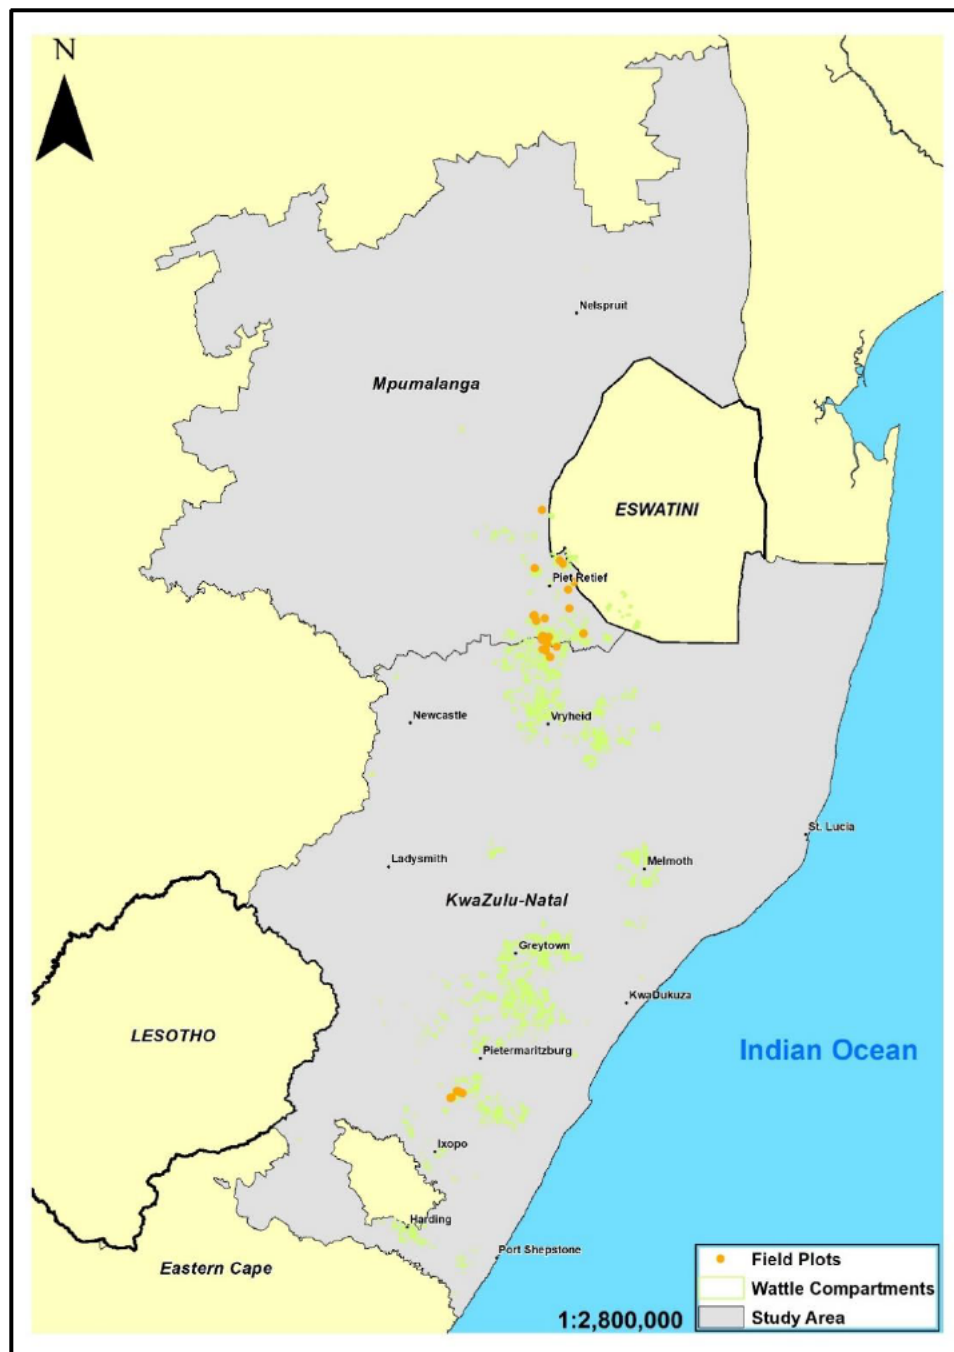 N
Nelspruit
Mpumalanga
ESWATINI
Piet Retief
Newcastle
Vryheid
St. Lucia
Ladysmith
Melmoth
KwaZulu-Natal
Greytown
KwaDukuza
LESOTHO
Pietermaritzburg
Indian Ocean
Ixopo
Harding
Port Shepstone
Eastern Cape
1:2,800,000
Field Plots
Wattle Compartments
Study Area